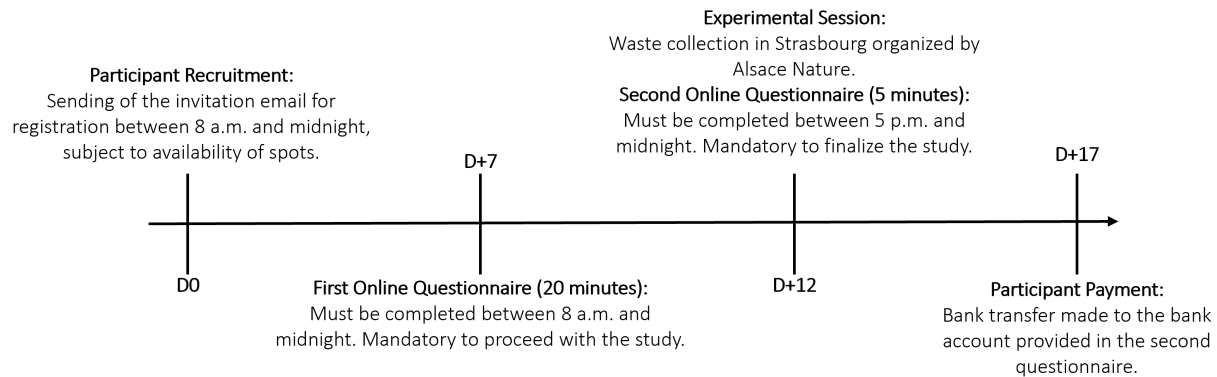 Participant Recruitment:
Sending of the invitation email for
registration between 8 a.m. and midnight,
subject to availability of spots.
D0
D+7
First Online Questionnaire (20 minutes):
Must be completed between 8 a.m. and
midnight. Mandatory to proceed with the study.
Experimental Session:
Waste collection in Strasbourg organized by
Alsace Nature.
Second Online Questionnaire (5 minutes):
Must be completed between 5 p.m. and
midnight. Mandatory to finalize the study.
D+12
D+17
Participant Payment:
Bank transfer made to the bank
account provided in the second
questionnaire.